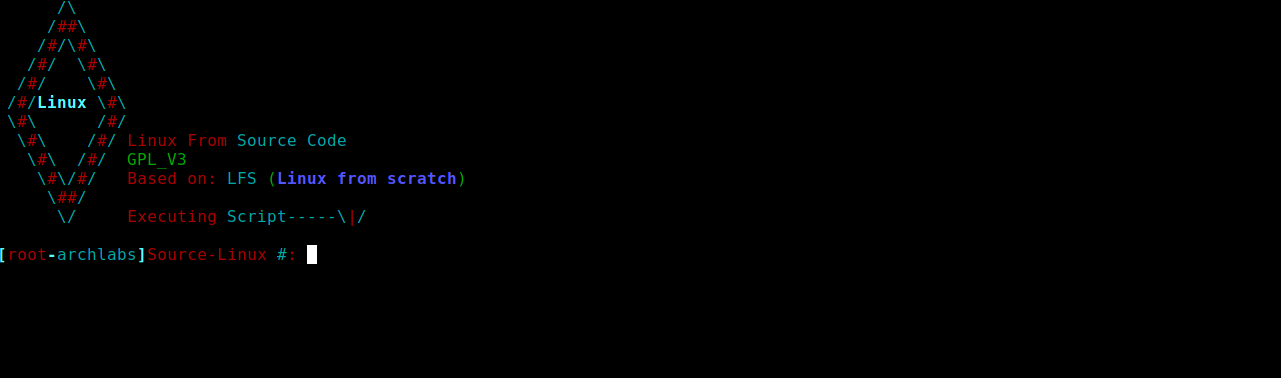 /\
      /##\
     /#/\#\
    /#/  \#\
   /#/    \#\
  /#/Linux \#\
  \#\      /#/
   \#\    /#/ Linux From Source Code
    \#\  /#/  GPL_V3
     \#\/#/   Based on: LFS (Linux from scratch)
      \##/
       \/     Executing Script-----\|/
[root-archlabs]Source-Linux #: